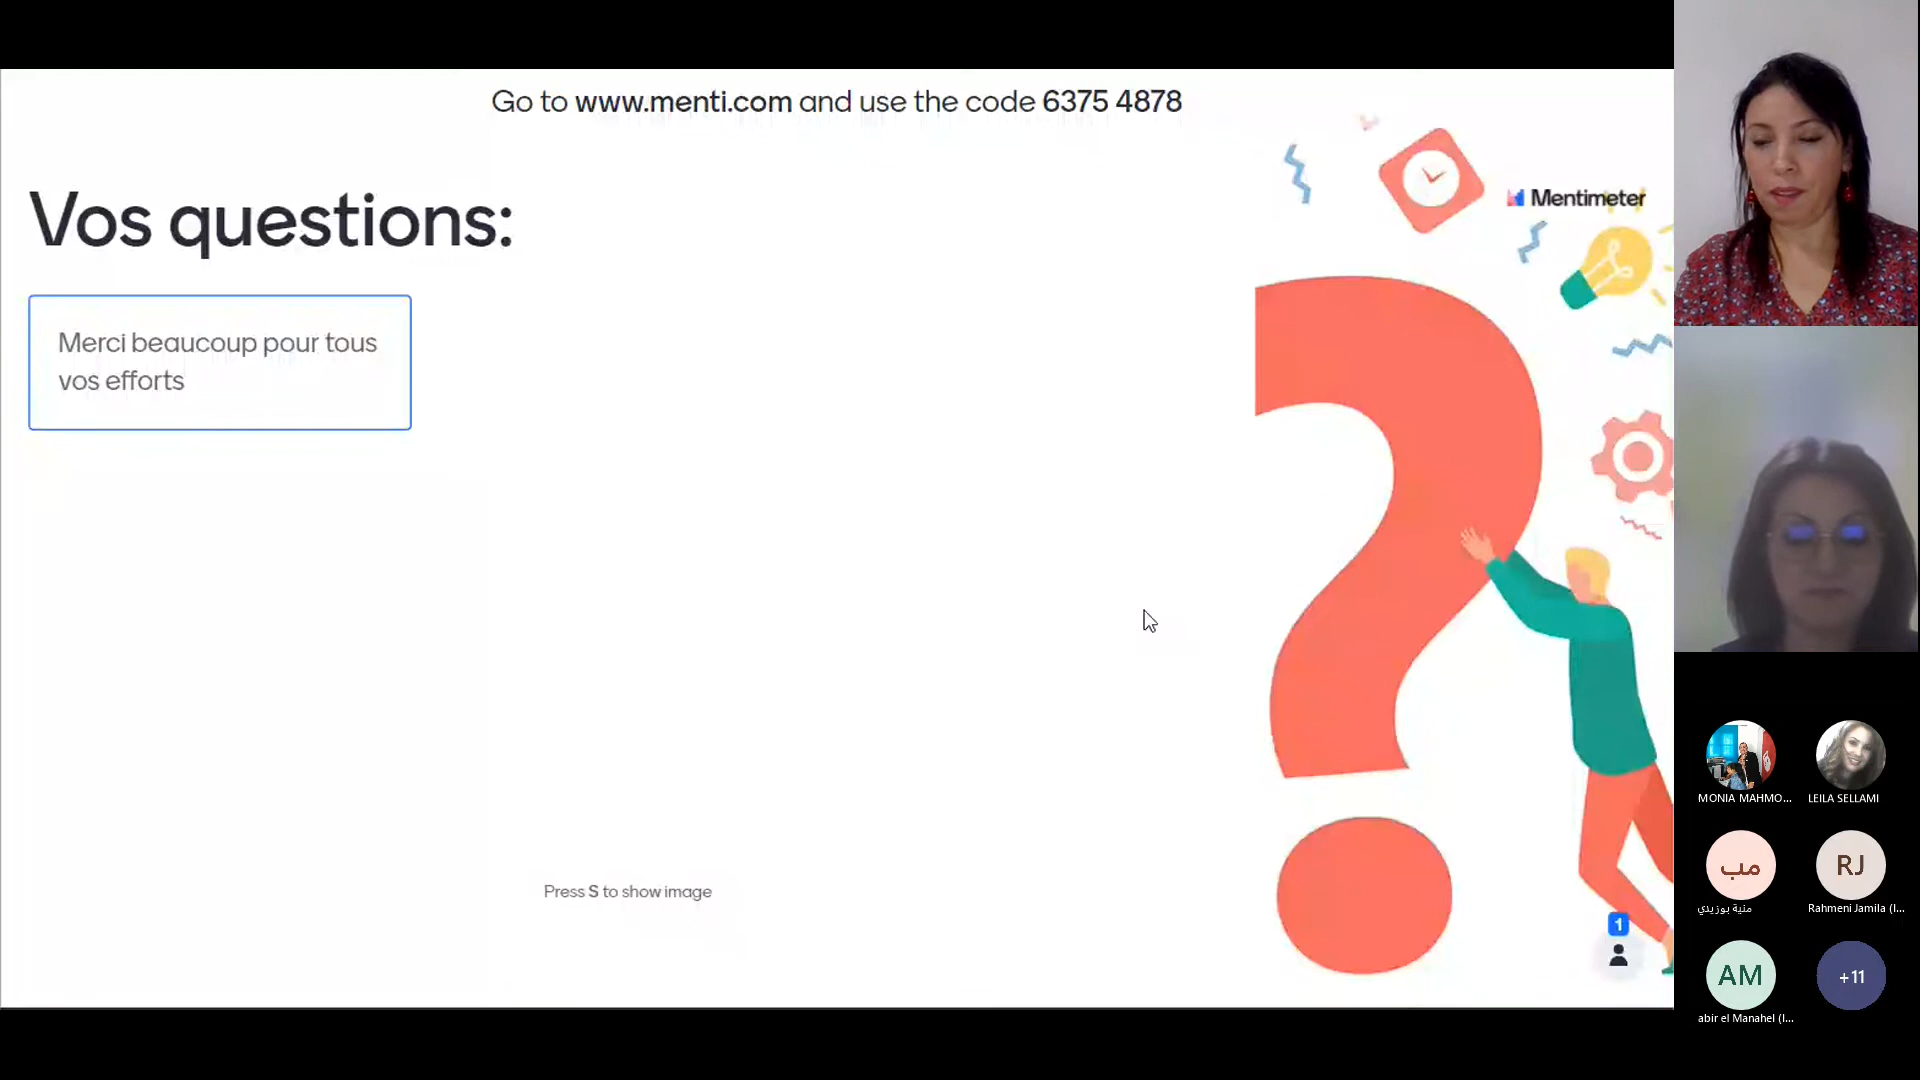 Go to www.menti.com and use the code 6375 4878
Mentimeter
Vos questions:
Merci beaucoup pour tous
vos efforts
Press S to show image
1
MONIA MAHMO...
LEILA SELLAMI
مب
RJ
منية بوزيدي
Rahmeni Jamila (I...
AM
+11
abir el Manahel (I...